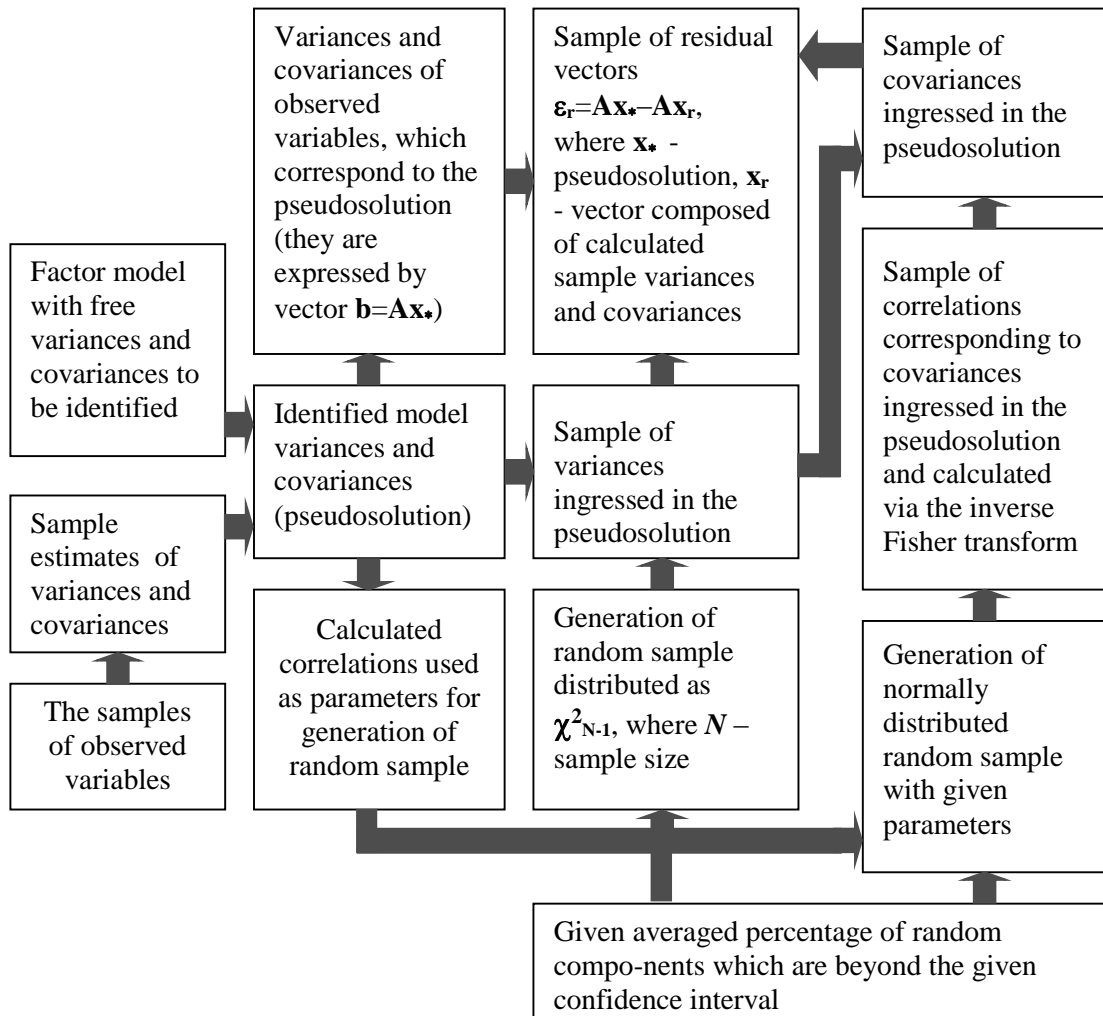 Variances and
covariances of
observed
variables, which
correspond to the
pseudosolution
(they are
expressed by
vector b=Ax*)
Sample of residual
vectors
εr=Ax*–Axr,
where x* -
pseudosolution, xr
- vector composed
of calculated
sample variances
and covariances
Sample of
covariances
ingressed in the
pseudosolution
Factor model
with free
variances and
covariances to
be identified
Identified model
variances and
covariances
(pseudosolution)
Sample of
variances
ingressed in the
pseudosolution
Sample of
correlations
corresponding to
covariances
ingressed in the
pseudosolution
and calculated
via the inverse
Fisher transform
Sample
estimates of
variances and
covariances
Calculated
correlations used
as parameters for
generation of
random sample
Generation of
random sample
distributed as
χ²N-1, where N –
sample size
Generation of
normally
distributed
random sample
with given
parameters
The samples
of observed
variables
Given averaged percentage of random
compo-nents which are beyond the given
confidence interval